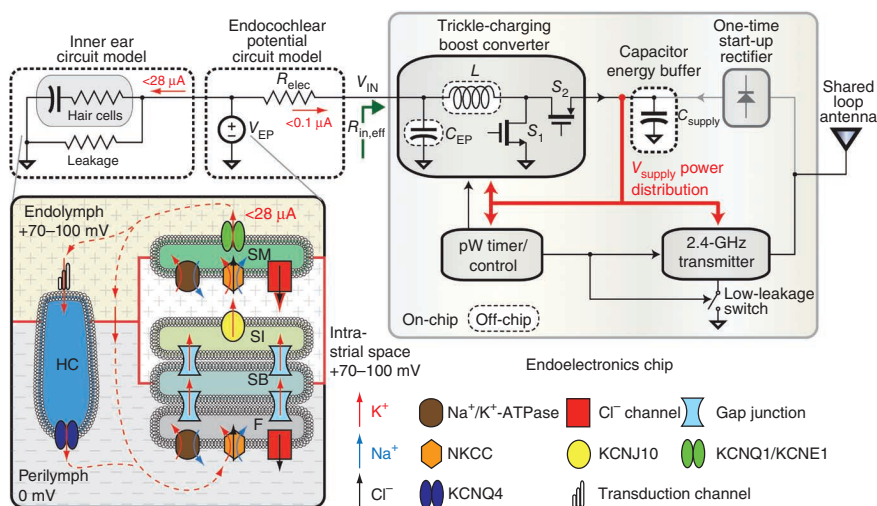 Inner ear
circuit model
Endocochlear
potential
circuit model
Trickle-charging
boost converter
Capacitor
energy buffer
One-time
start-up
rectifier
Shared
loop
antenna
<28 μA
Hair cells
Leakage
R_elec
<0.1 μA
V_EP
V_IN
R_in,eff
L
C_EP
S_1
S_2
C_supply
V_supply power
distribution
pW timer/
control
2.4-GHz
transmitter
Low-leakage
switch
On-chip
Off-chip
Endoelectronics chip
Endolymph
+70–100 mV
<28 μA
SM
SI
SB
F
HC
Intra-
strial space
+70–100 mV
Perilymph
0 mV
K⁺
Na⁺/K⁺-ATPase
Cl⁻ channel
Gap junction
Na⁺
NKCC
KCNJ10
KCNQ1/KCNE1
Cl⁻
KCNQ4
Transduction channel